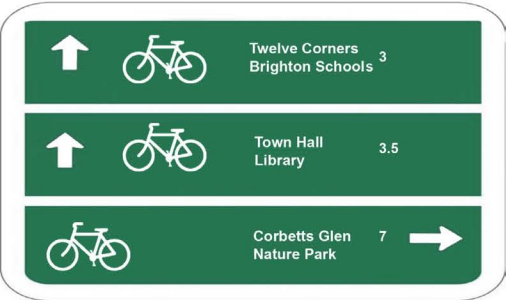 Twelve Corners
Brighton Schools 3
Town Hall 3.5
Library
Corbetts Glen 7
Nature Park